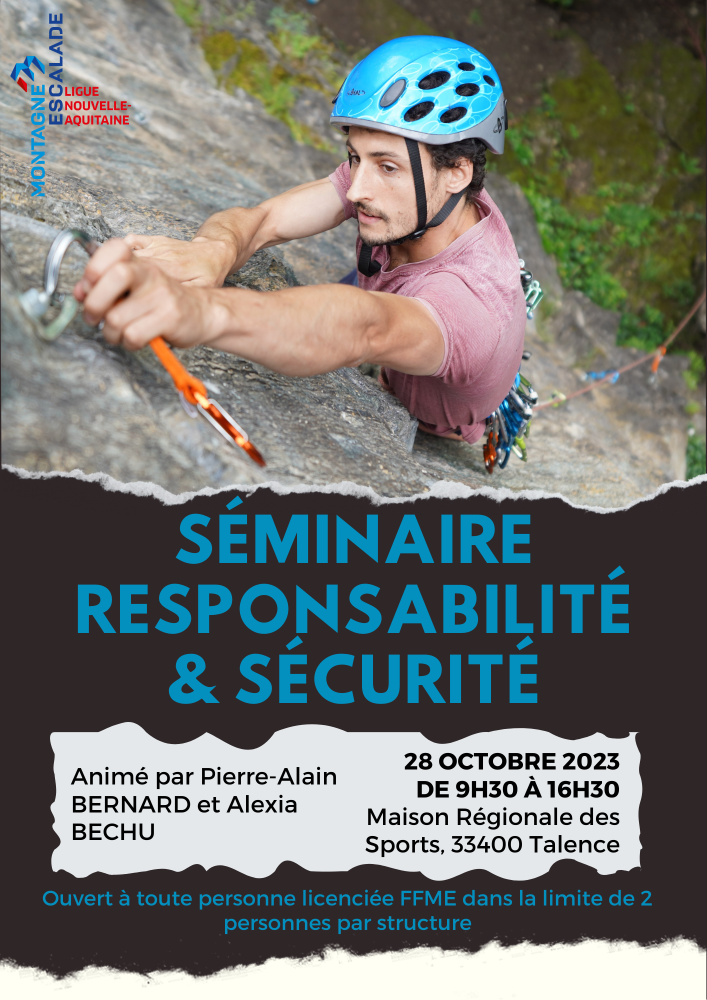 MONTAGNE
ESCALADE
LIGUE
NOUVELLE-
AQUITAINE
BEAL
SÉMINAIRE
RESPONSABILITÉ
& SÉCURITÉ
Animé par Pierre-Alain
BERNARD et Alexia
BECHU
28 OCTOBRE 2023
DE 9H30 À 16H30
Maison Régionale des
Sports, 33400 Talence
Ouvert à toute personne licenciée FFME dans la limite de 2
personnes par structure